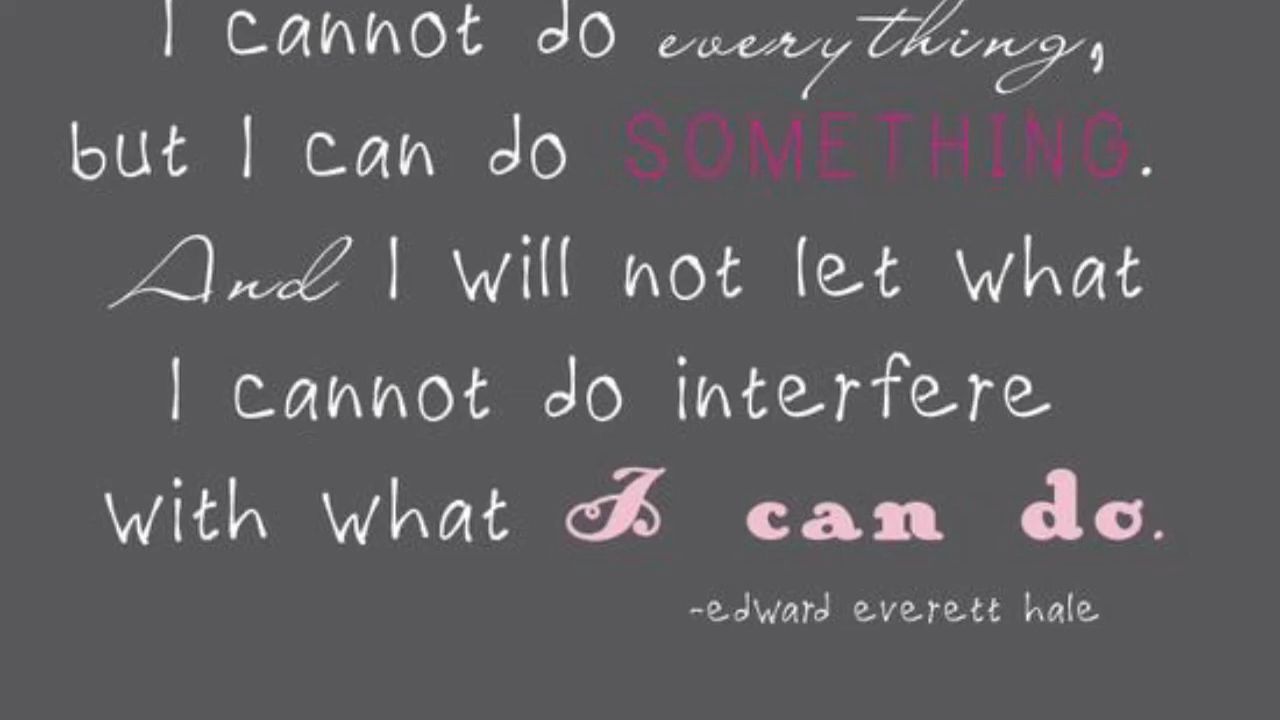 I cannot do everything,
but I can do SOMETHING.
And I will not let what
I cannot do interfere
with what I can do.
-edward everett hale